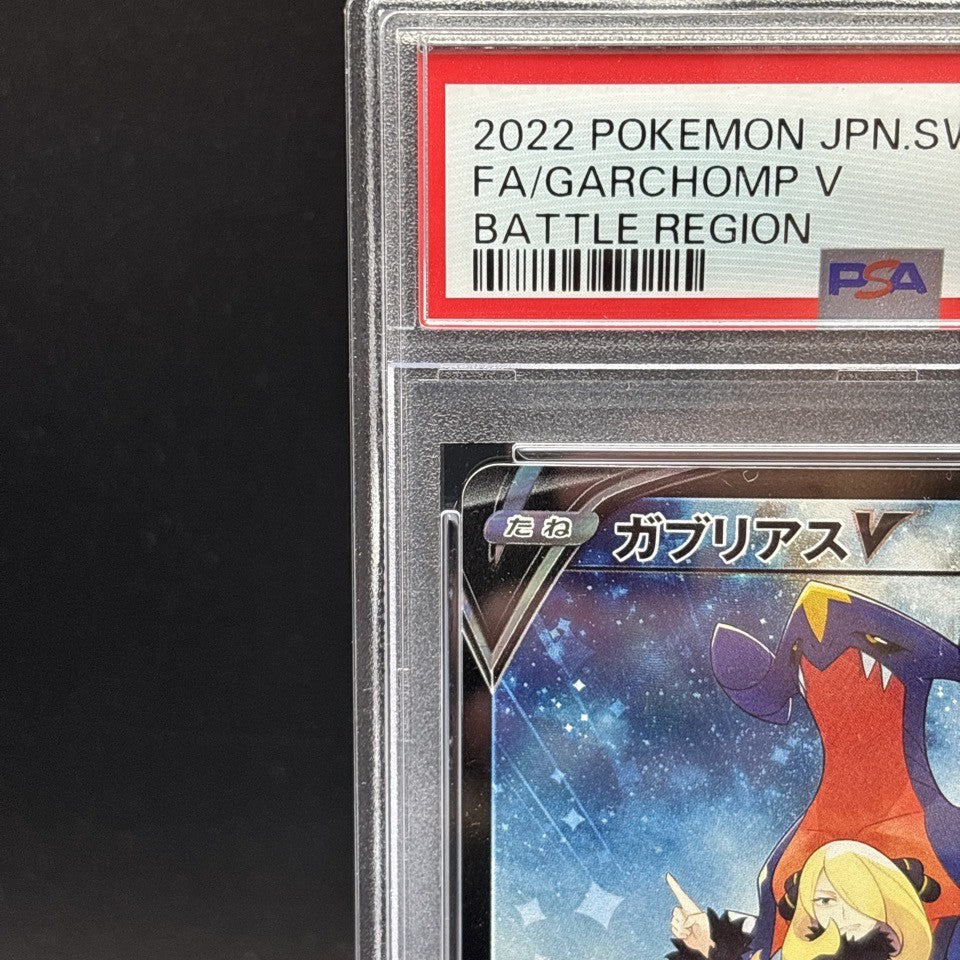 2022 POKEMON JPN.SW
FA/GARCHOMP V
BATTLE REGION
PSA
たね ガブリアスV